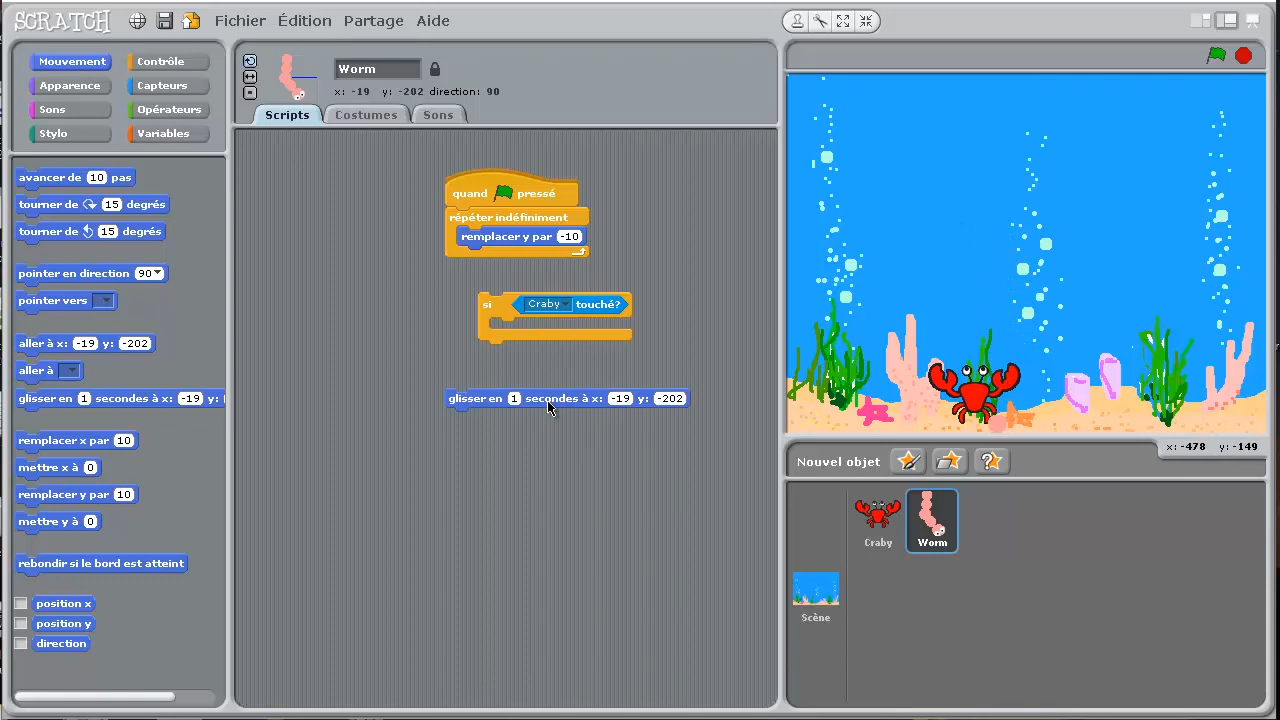 SCRATCH Fichier Édition Partage Aide
Mouvement Contrôle
Apparence Capteurs
Sons Opérateurs
Stylo Variables
avancer de 10 pas
tourner de 15 degrés
tourner de 15 degrés
pointer en direction 90
pointer vers
aller à x: -19 y: -202
aller à
glisser en 1 secondes à x: -19 y:
remplacer x par 10
mettre x à 0
remplacer y par 10
mettre y à 0
rebondir si le bord est atteint
position x
position y
direction
Worm
x: -19 y: -202 direction: 90
Scripts Costumes Sons
quand pressé
répéter indéfiniment
remplacer y par -10
si Craby touché?
glisser en 1 secondes à x: -19 y: -202
x: -478 y: -149
Nouvel objet
Craby Worm
Scène